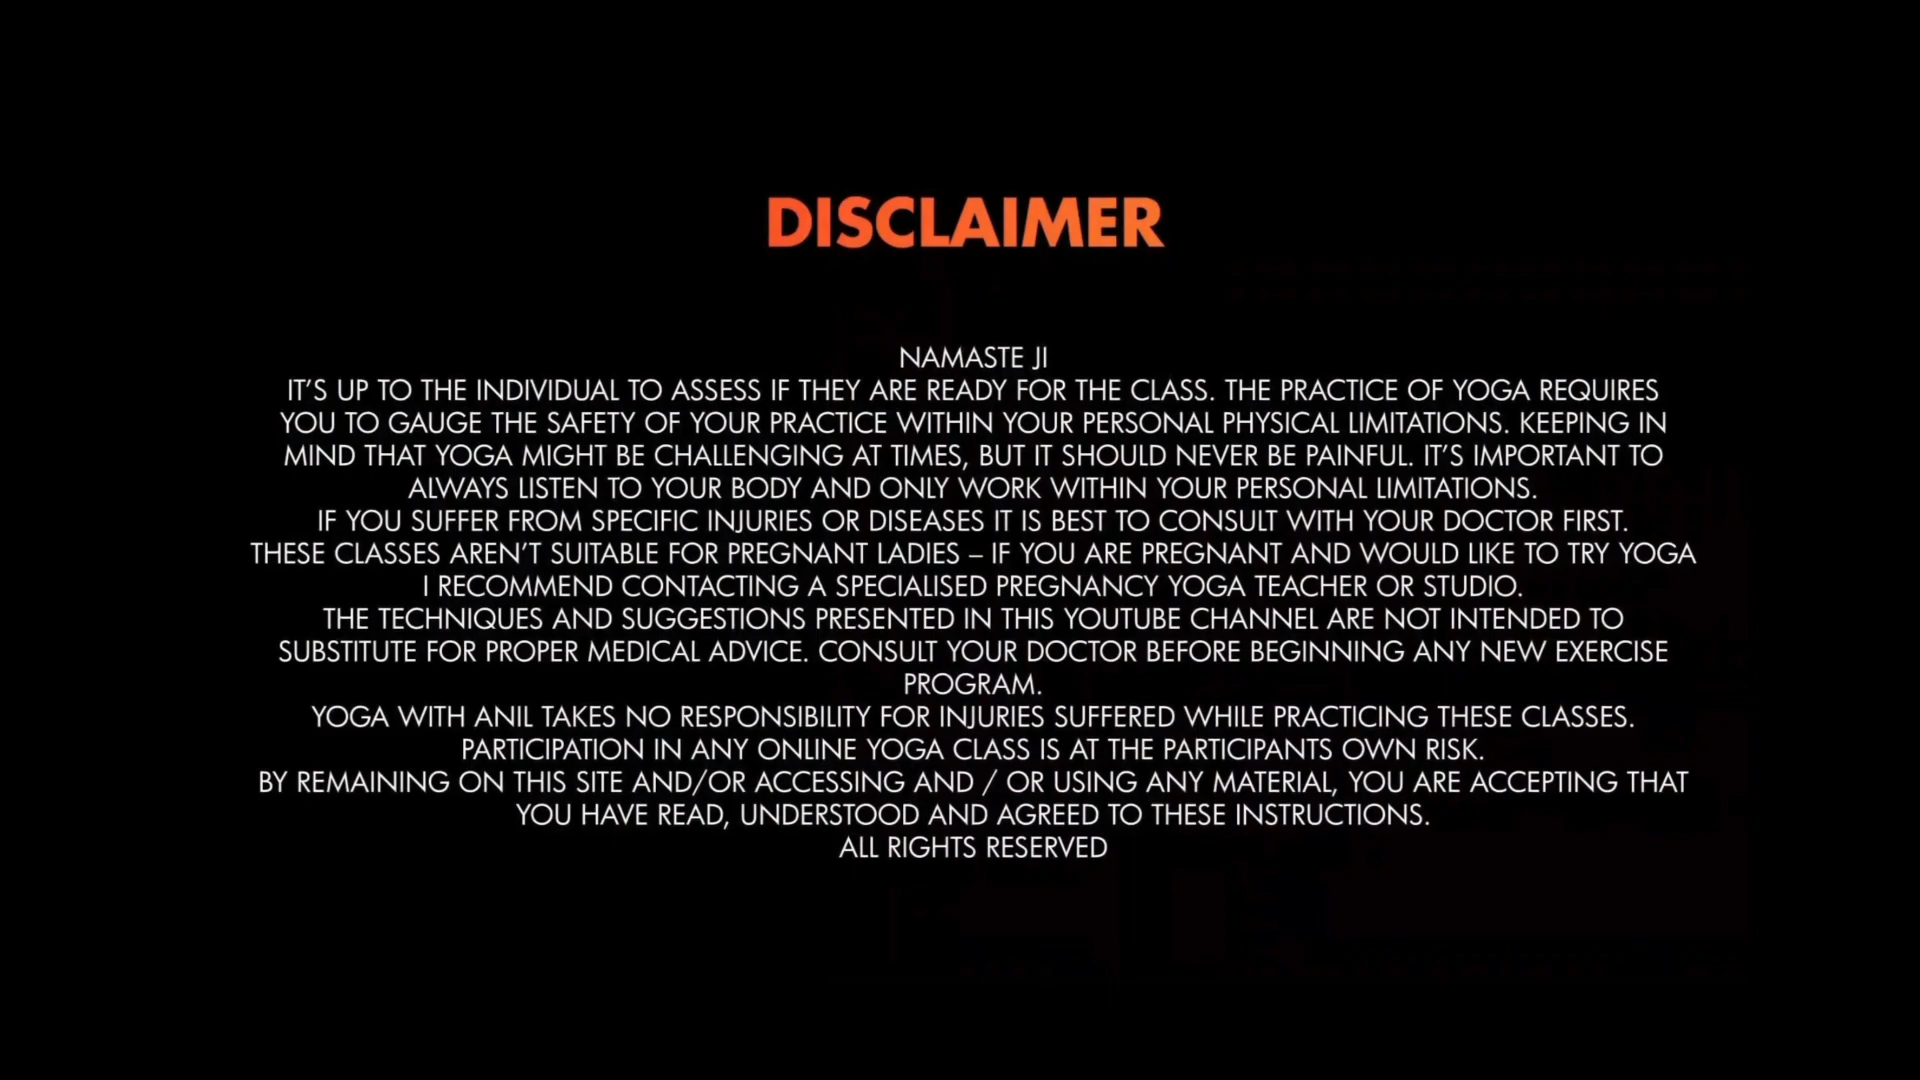 DISCLAIMER
NAMASTE JI
IT’S UP TO THE INDIVIDUAL TO ASSESS IF THEY ARE READY FOR THE CLASS. THE PRACTICE OF YOGA REQUIRES
YOU TO GAUGE THE SAFETY OF YOUR PRACTICE WITHIN YOUR PERSONAL PHYSICAL LIMITATIONS. KEEPING IN
MIND THAT YOGA MIGHT BE CHALLENGING AT TIMES, BUT IT SHOULD NEVER BE PAINFUL. IT’S IMPORTANT TO
ALWAYS LISTEN TO YOUR BODY AND ONLY WORK WITHIN YOUR PERSONAL LIMITATIONS.
IF YOU SUFFER FROM SPECIFIC INJURIES OR DISEASES IT IS BEST TO CONSULT WITH YOUR DOCTOR FIRST.
THESE CLASSES AREN’T SUITABLE FOR PREGNANT LADIES – IF YOU ARE PREGNANT AND WOULD LIKE TO TRY YOGA
I RECOMMEND CONTACTING A SPECIALISED PREGNANCY YOGA TEACHER OR STUDIO.
THE TECHNIQUES AND SUGGESTIONS PRESENTED IN THIS YOUTUBE CHANNEL ARE NOT INTENDED TO
SUBSTITUTE FOR PROPER MEDICAL ADVICE. CONSULT YOUR DOCTOR BEFORE BEGINNING ANY NEW EXERCISE
PROGRAM.
YOGA WITH ANIL TAKES NO RESPONSIBILITY FOR INJURIES SUFFERED WHILE PRACTICING THESE CLASSES.
PARTICIPATION IN ANY ONLINE YOGA CLASS IS AT THE PARTICIPANTS OWN RISK.
BY REMAINING ON THIS SITE AND/OR ACCESSING AND / OR USING ANY MATERIAL, YOU ARE ACCEPTING THAT
YOU HAVE READ, UNDERSTOOD AND AGREED TO THESE INSTRUCTIONS.
ALL RIGHTS RESERVED